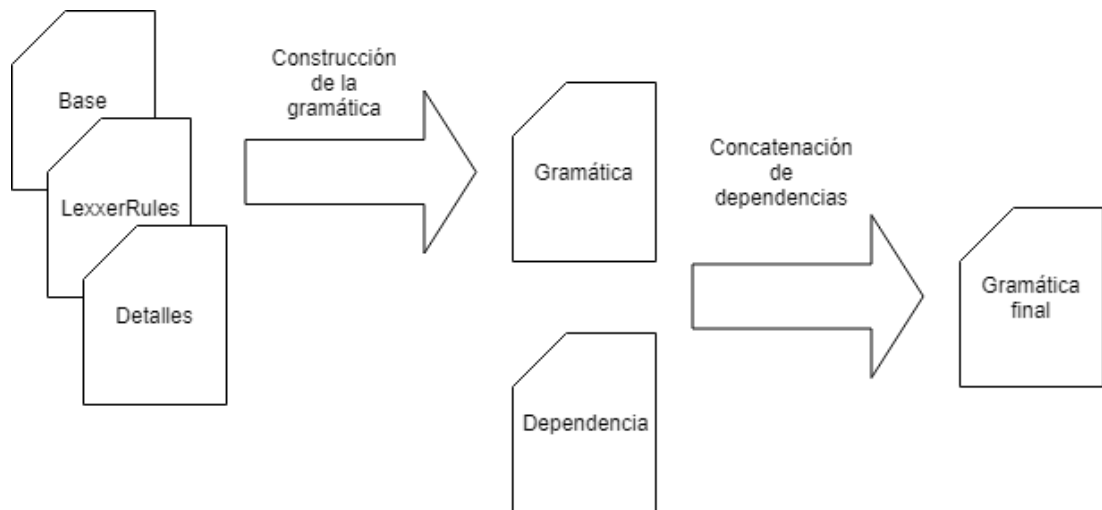 Base
LexxerRules
Detalles
Construcción
de la
gramática
Gramática
Dependencia
Concatenación
de
dependencias
Gramática
final